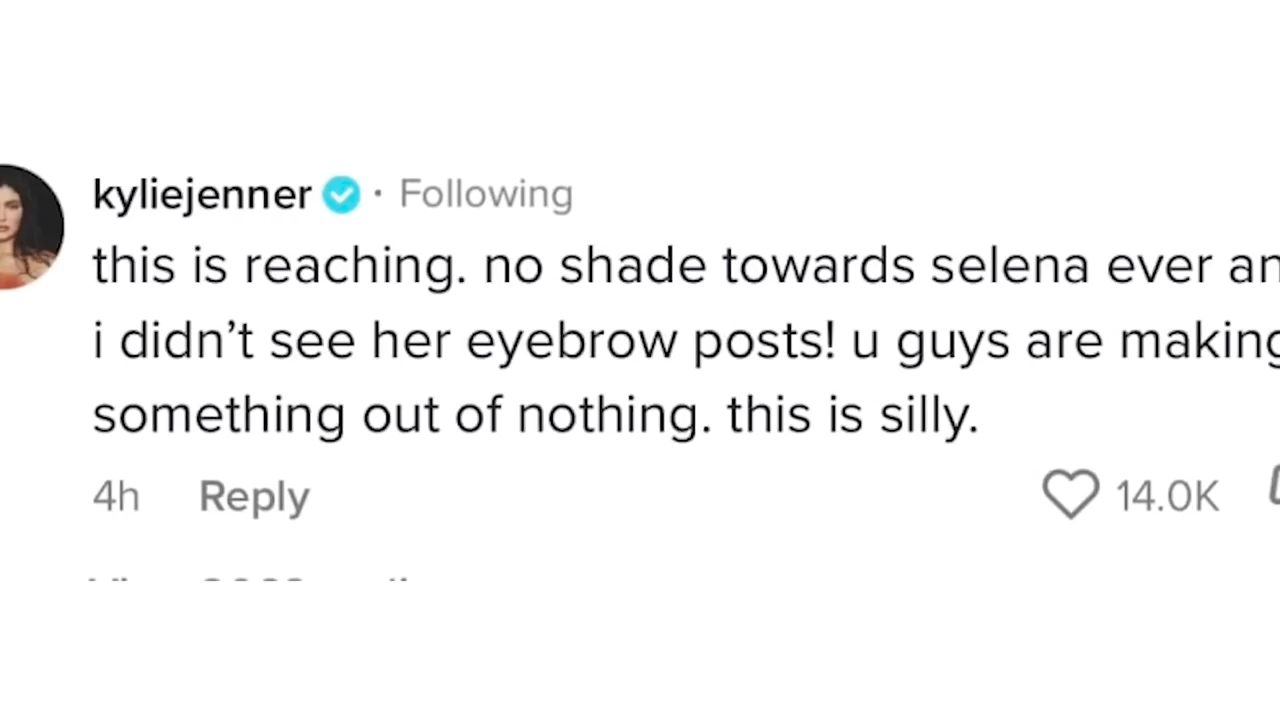 kyliejenner · Following
this is reaching. no shade towards selena ever
i didn’t see her eyebrow posts! u guys are making
something out of nothing. this is silly.
4h Reply 14.0K